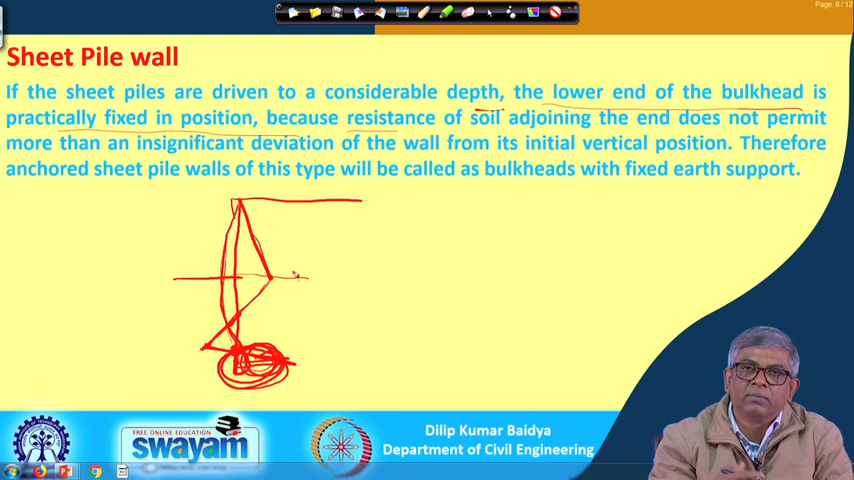 Page: 8 / 12
Sheet Pile wall
If the sheet piles are driven to a considerable depth, the lower end of the bulkhead is
practically fixed in position, because resistance of soil adjoining the end does not permit
more than an insignificant deviation of the wall from its initial vertical position. Therefore
anchored sheet pile walls of this type will be called as bulkheads with fixed earth support.
FREE ONLINE EDUCATION
swayam
Dilip Kumar Baidya
Department of Civil Engineering